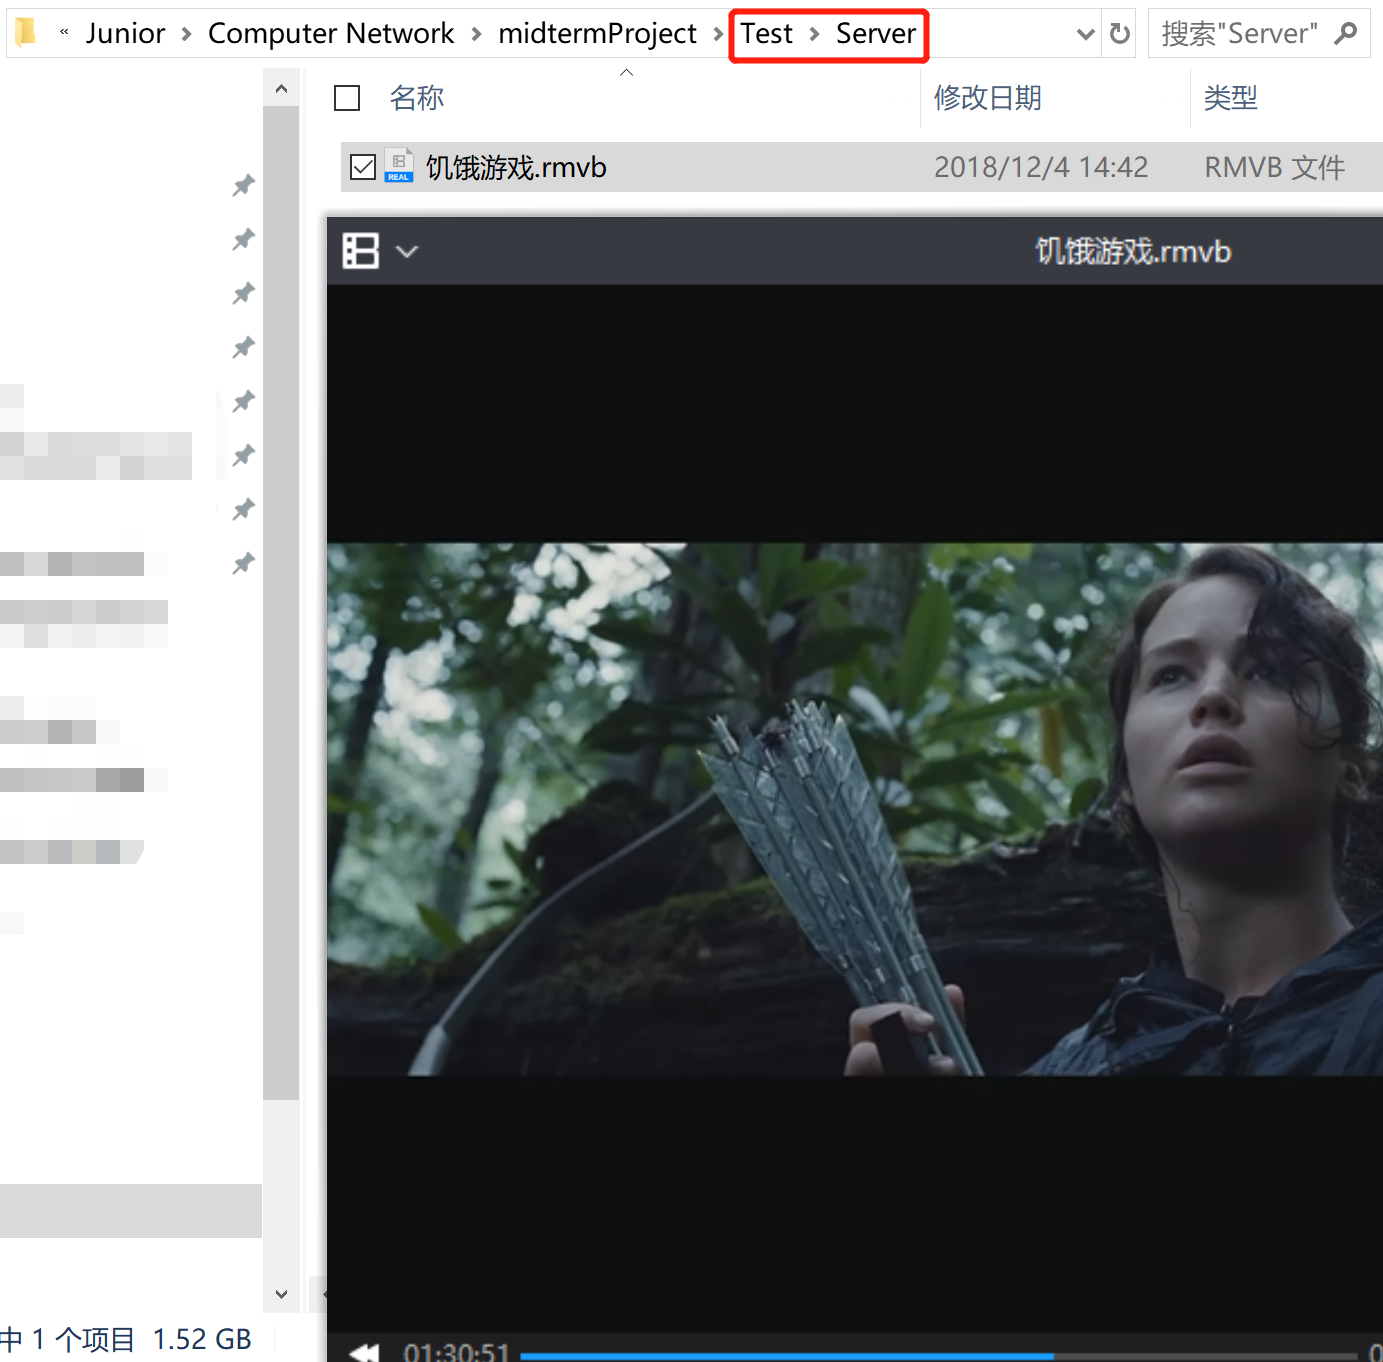 « Junior > Computer Network > midtermProject > Test > Server 搜索"Server"
名称 修改日期 类型
REAL 饥饿游戏.rmvb 2018/12/4 14:42 RMVB 文件
饥饿游戏.rmvb
中 1 个项目 1.52 GB
01:30:51